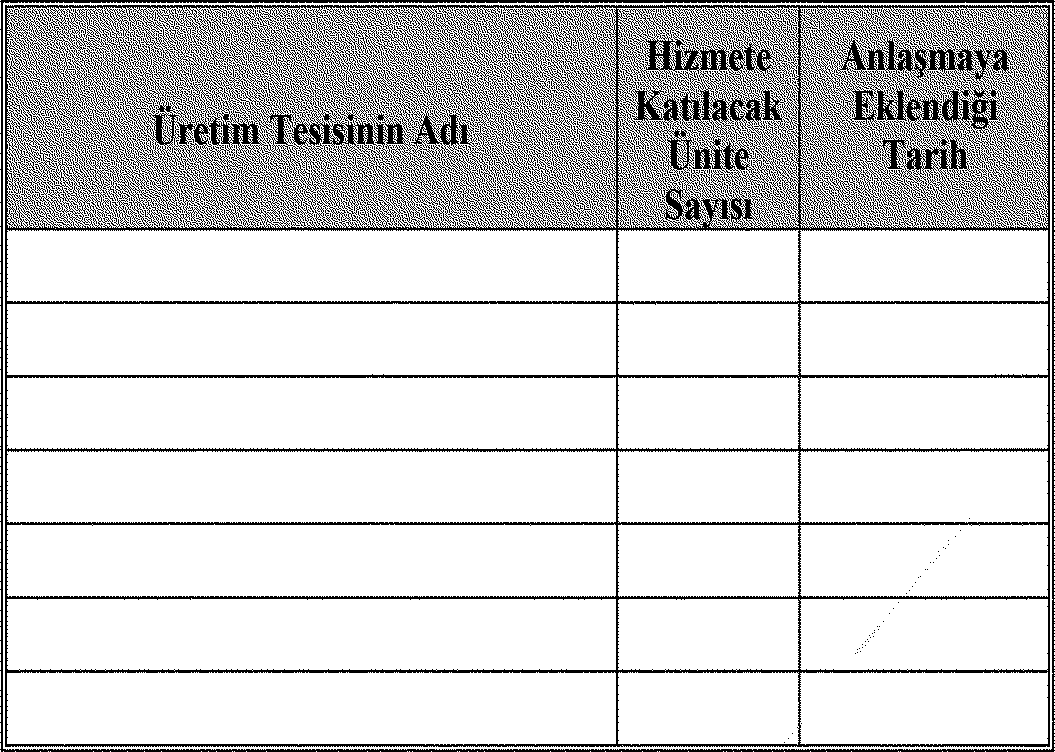 Üretim Tesisinin Adı
Hizmete
Katılacak
Ünite
Sayısı
Anlaşmaya
Eklendiği
Tarih